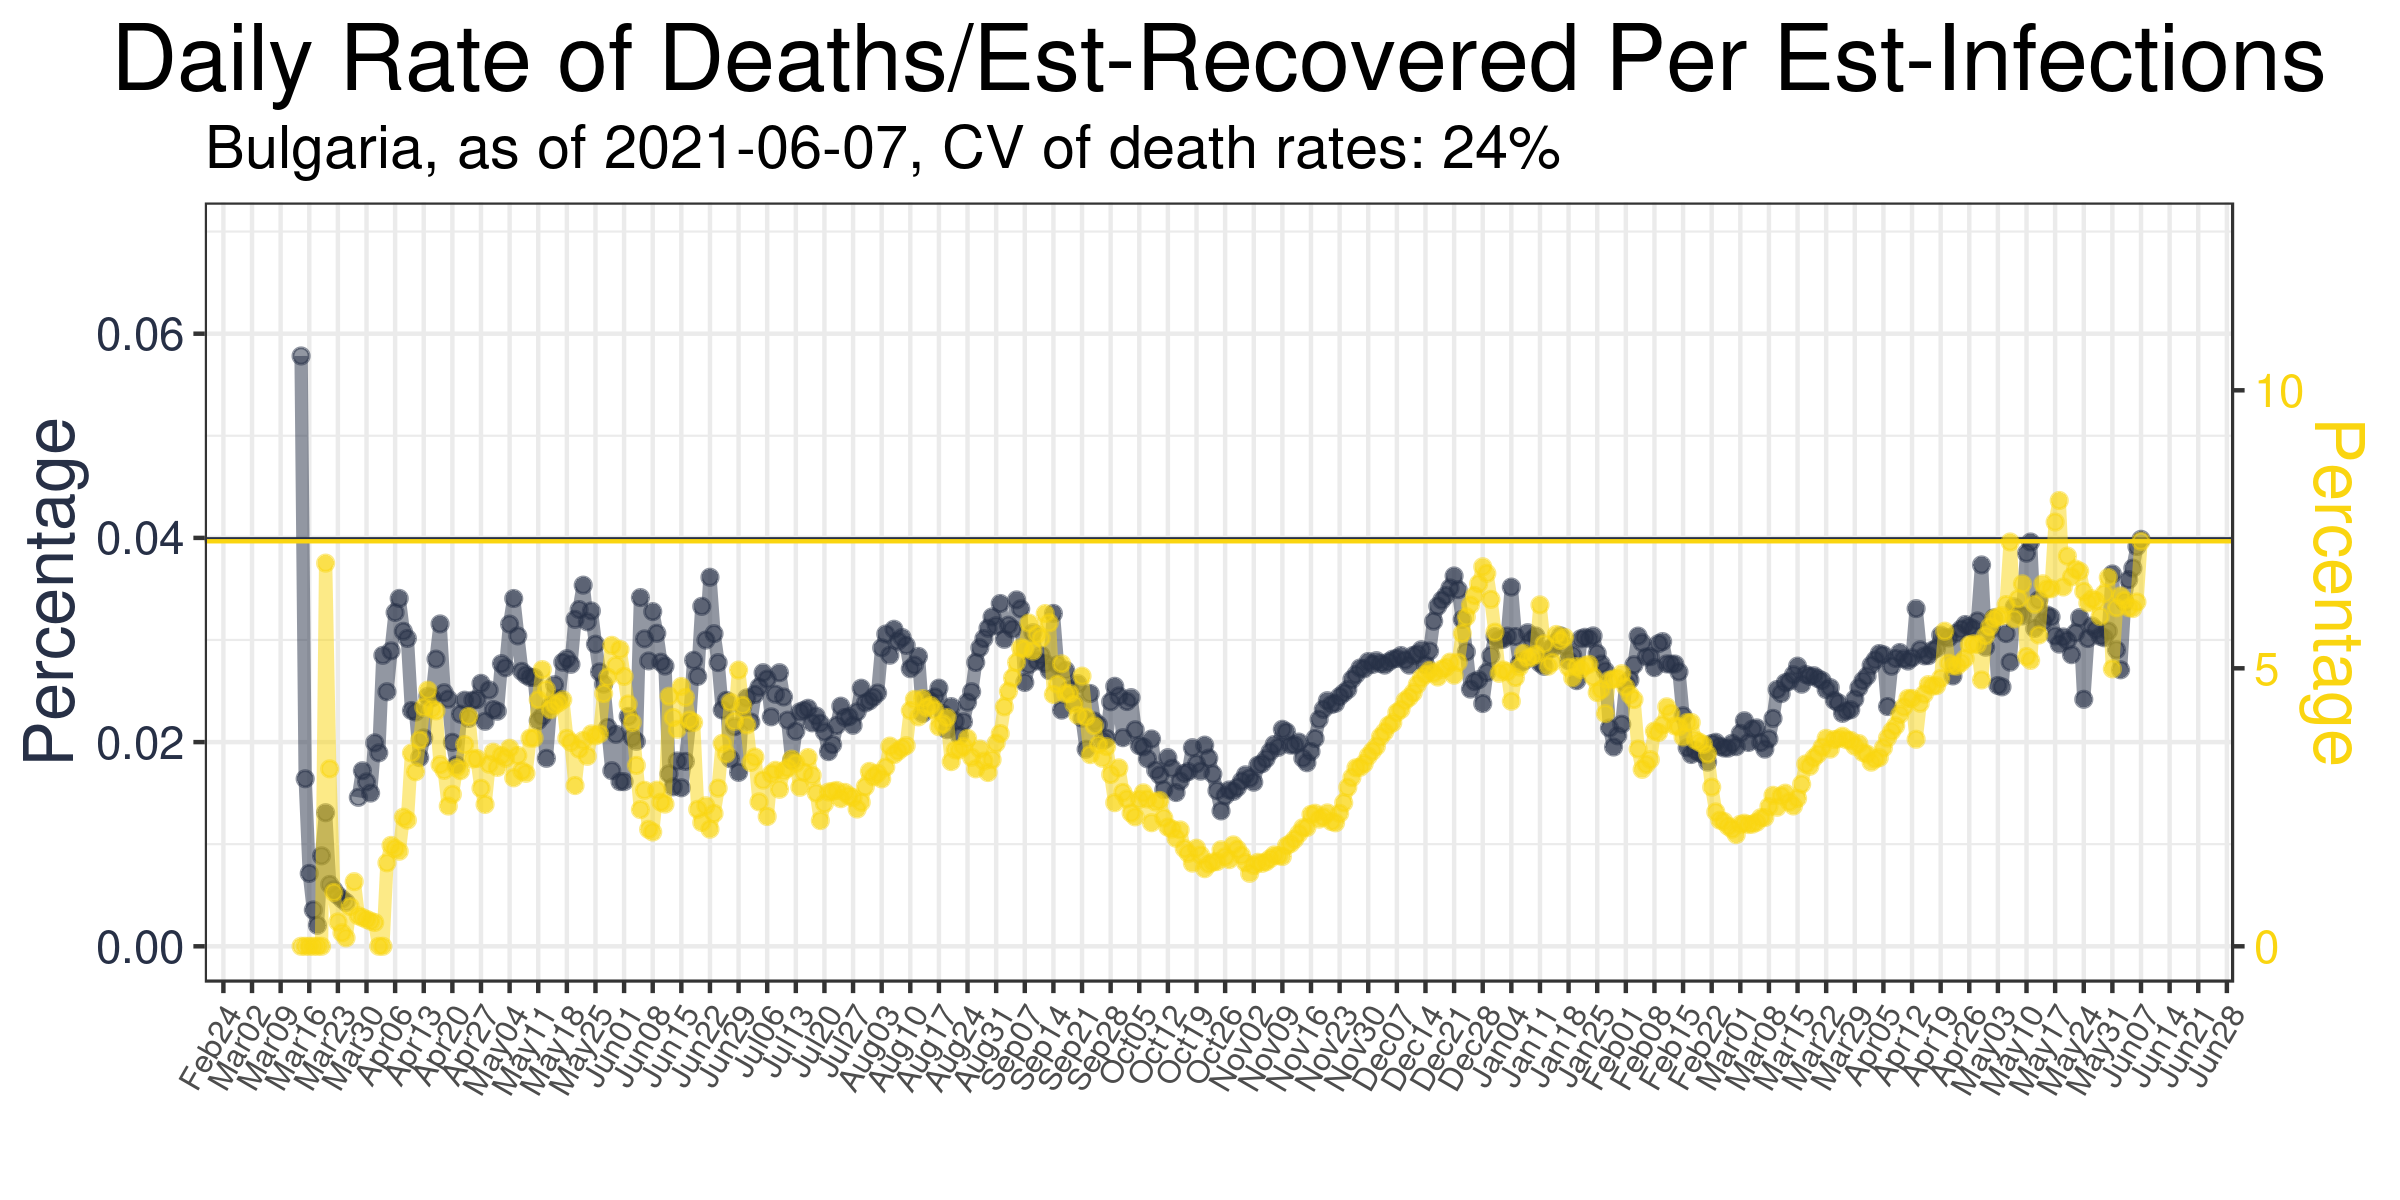 Daily Rate of Deaths/Est-Recovered Per Est-Infections
Bulgaria, as of 2021-06-07, CV of death rates: 24%
Percentage
0.06
0.04
0.02
0.00
10
5
0
Percentage
Feb24
Mar02
Mar09
Mar16
Mar23
Mar30
Apr06
Apr13
Apr20
Apr27
May04
May11
May18
May25
Jun01
Jun08
Jun15
Jun22
Jun29
Jul06
Jul13
Jul20
Jul27
Aug03
Aug10
Aug17
Aug24
Aug31
Sep07
Sep14
Sep21
Sep28
Oct05
Oct12
Oct19
Oct26
Nov02
Nov09
Nov16
Nov23
Nov30
Dec07
Dec14
Dec21
Dec28
Jan04
Jan11
Jan18
Jan25
Feb01
Feb08
Feb15
Feb22
Mar01
Mar08
Mar15
Mar22
Mar29
Apr05
Apr12
Apr19
Apr26
May03
May10
May17
May24
May31
Jun07
Jun14
Jun21
Jun28